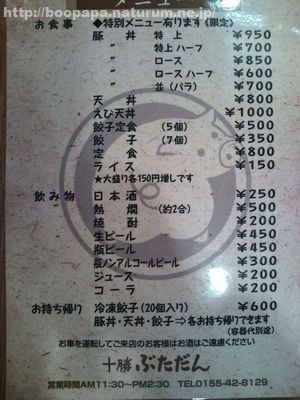 http://boopapa.naturum.ne.jp/
メニュー
お食事 ◆特別メニュー有ります《限定》
豚丼 特上 ¥950
〃 特上ハーフ ¥700
〃 ロース ¥850
〃 ロースハーフ ¥600
〃 並(バラ) ¥700
天丼 ¥800
えび天丼 ¥1000
餃子定食 (5個) ¥500
餃子 (7個) ¥350
定食 ¥800
ライス ¥150
★大盛り各150円増しです
飲み物 日本酒 ¥250
熱燗 (約2合) ¥500
焼酎 ¥200
生ビール ¥450
瓶ビール ¥450
瓶ノンアルコールビール ¥300
ジュース ¥200
コーラ ¥200
お持ち帰り 冷凍餃子(20個入り) ¥600
豚丼・天丼・餃子⇒各お持ち帰りできます
(容器代別途)
お車を運転してご来店のお客様はお酒はご遠慮ください
十勝 ぶただん
営業時間AM11:30~PM2:30 TEL0155-42-8129